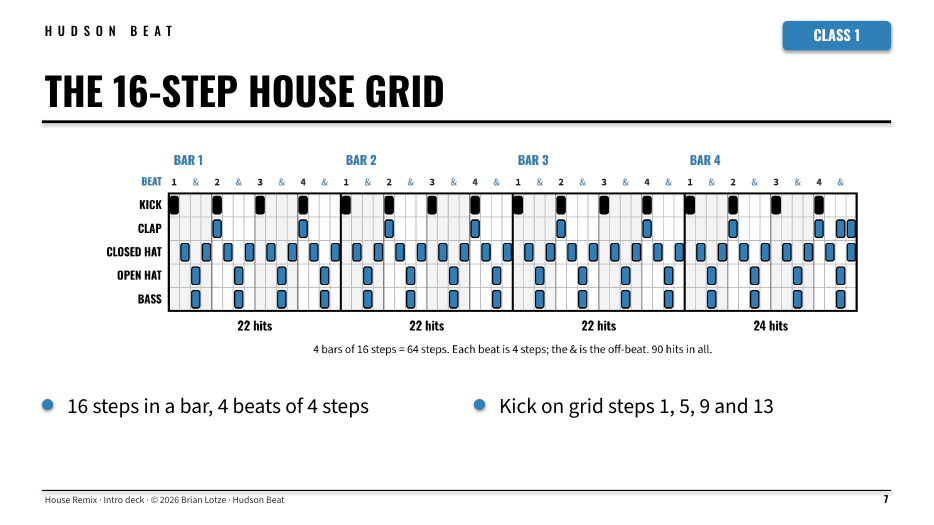 HUDSON BEAT
CLASS 1
THE 16-STEP HOUSE GRID
BAR 1 BAR 2 BAR 3 BAR 4
BEAT 1 & 2 & 3 & 4 & 1 & 2 & 3 & 4 & 1 & 2 & 3 & 4 & 1 & 2 & 3 & 4 &
KICK
CLAP
CLOSED HAT
OPEN HAT
BASS
22 hits 22 hits 22 hits 24 hits
4 bars of 16 steps = 64 steps. Each beat is 4 steps; the & is the off-beat. 90 hits in all.
16 steps in a bar, 4 beats of 4 steps
Kick on grid steps 1, 5, 9 and 13
House Remix · Intro deck · © 2026 Brian Lotze · Hudson Beat
7